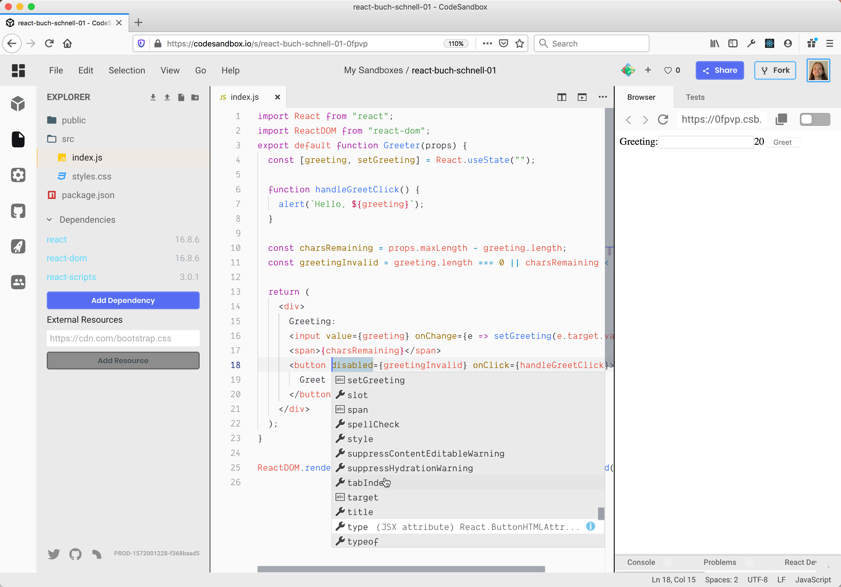 react-buch-schnell-01 - CodeSandbox
react-buch-schnell-01 - CodeS
https://codesandbox.io/s/react-buch-schnell-01-0fpvp
110%
Search
File Edit Selection View Go Help
My Sandboxes / react-buch-schnell-01
0
Share
Fork
EXPLORER
public
src
index.js
styles.css
package.json
Dependencies
react 16.8.6
react-dom 16.8.6
react-scripts 3.0.1
Add Dependency
External Resources
https://cdn.com/bootstrap.css
Add Resource
PROD-1572001228-f368baad5
JS index.js
1 import React from "react";
2 import ReactDOM from "react-dom";
3 export default function Greeter(props) {
4 const [greeting, setGreeting] = React.useState("");
5
6 function handleGreetClick() {
7 alert(`Hello, ${greeting}`);
8 }
9
10 const charsRemaining = props.maxLength - greeting.length;
11 const greetingInvalid = greeting.length === 0 || charsRemaining <
12
13 return (
14 <div>
15 Greeting:
16 <input value={greeting} onChange={e => setGreeting(e.target.va
17 <span>{charsRemaining}</span>
18 <button disabled={greetingInvalid} onClick={handleGreetClick}>
19 Greet
20 </button
21 </div>
22 );
23 }
24
25 ReactDOM.rende d(
26
setGreeting
slot
span
spellCheck
style
suppressContentEditableWarning
suppressHydrationWarning
tabInde
target
title
type (JSX attribute) React.ButtonHTMLAttr...
typeof
Browser Tests
https://0fpvp.csb.
Greeting: 20 Greet
Console Problems React De
Ln 18, Col 15 Spaces: 2 UTF-8 LF JavaScript